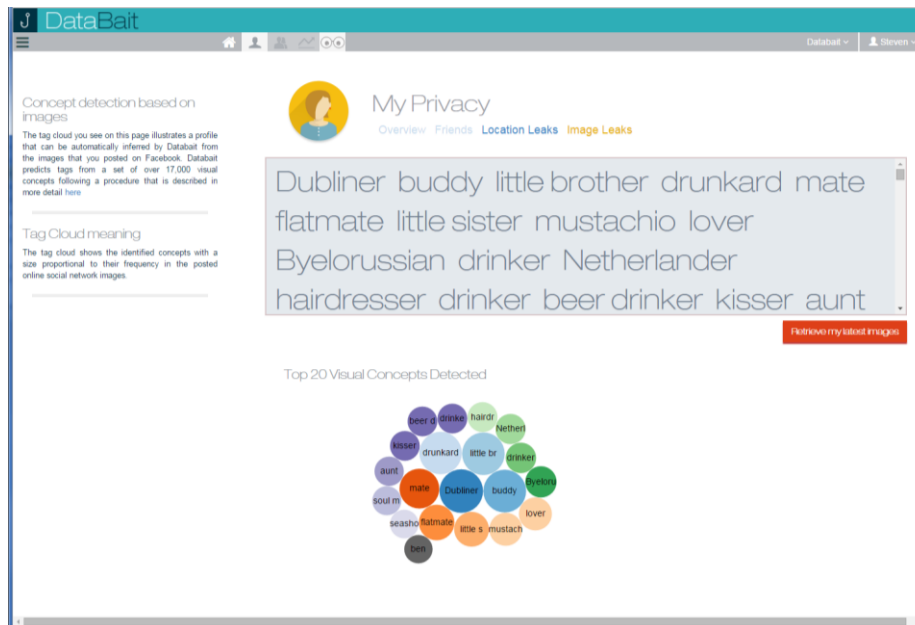 DataBait
Databait
Steven
Concept detection based on
images
The tag cloud you see on this page illustrates a profile
that can be automatically inferred by Databait from
the images that you posted on Facebook. Databait
predicts tags from a set of over 17,000 visual
concepts following a procedure that is described in
more detail here
Tag Cloud meaning
The tag cloud shows the identified concepts with a
size proportional to their frequency in the posted
online social network images.
My Privacy
Overview Friends Location Leaks Image Leaks
Dubliner buddy little brother drunkard mate
flatmate little sister mustachio lover
Byelorussian drinker Netherlander
hairdresser drinker beer drinker kisser aunt
Retrieve my latest images
Top 20 Visual Concepts Detected
beer d drinke hairdr
Netherl
kisser drunkard little br drinker
aunt
mate Dubliner buddy Byeloru
soul m
lover
seasho flatmate little s mustach
ben